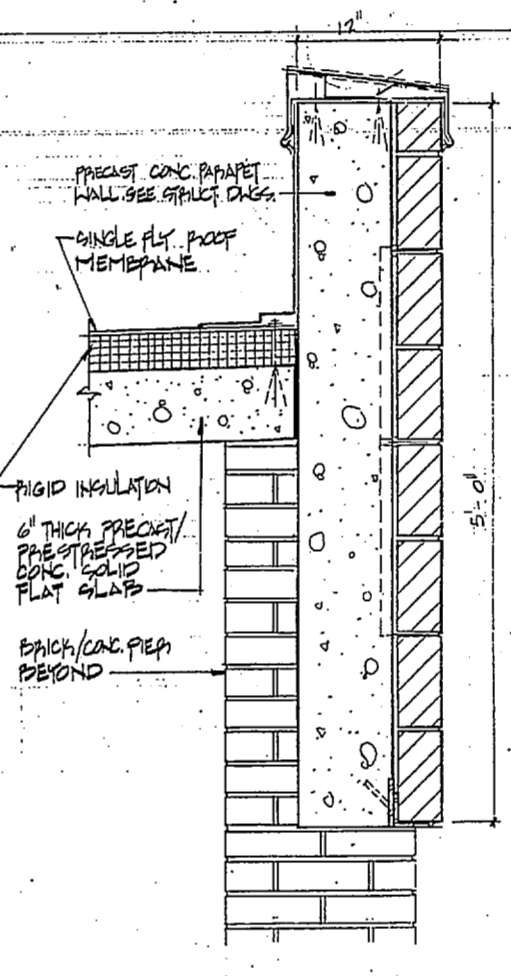 12"
PRECAST CONC. PARAPET
WALL. SEE STRUCT. DWGS.
SINGLE PLY ROOF
MEMBRANE
5'-0"
RIGID INSULATION
6" THICK PRECAST/
PRESTRESSED
CONC. SOLID
FLAT SLAB
BRICK/CONC. PIER
BEYOND